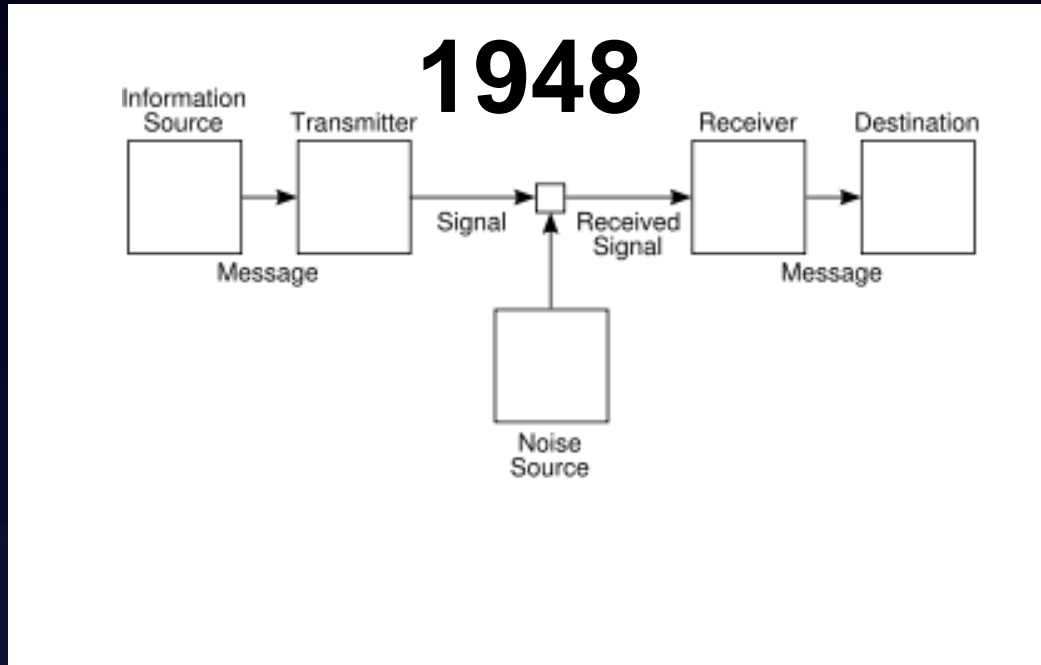 1948
Information
Source
Transmitter
Receiver
Destination
Signal
Received
Signal
Message
Message
Noise
Source